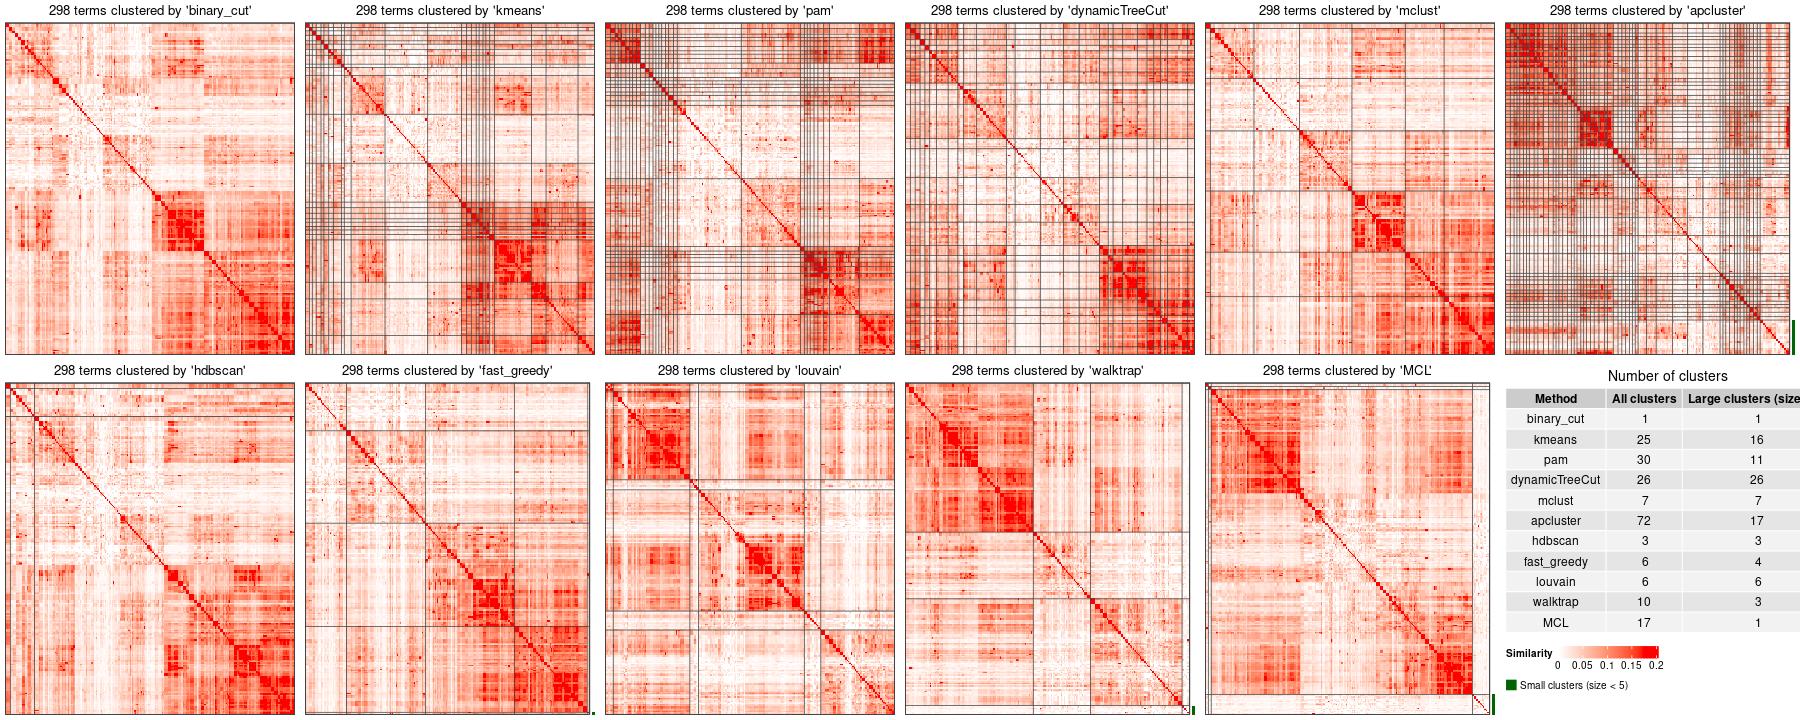 298 terms clustered by 'binary_cut'
298 terms clustered by 'kmeans'
298 terms clustered by 'pam'
298 terms clustered by 'dynamicTreeCut'
298 terms clustered by 'mclust'
298 terms clustered by 'apcluster'
298 terms clustered by 'hdbscan'
298 terms clustered by 'fast_greedy'
298 terms clustered by 'louvain'
298 terms clustered by 'walktrap'
298 terms clustered by 'MCL'
Number of clusters
Method All clusters Large clusters (size
binary_cut 1 1
kmeans 25 16
pam 30 11
dynamicTreeCut 26 26
mclust 7 7
apcluster 72 17
hdbscan 3 3
fast_greedy 6 4
louvain 6 6
walktrap 10 3
MCL 17 1
Similarity
0 0.05 0.1 0.15 0.2
Small clusters (size < 5)